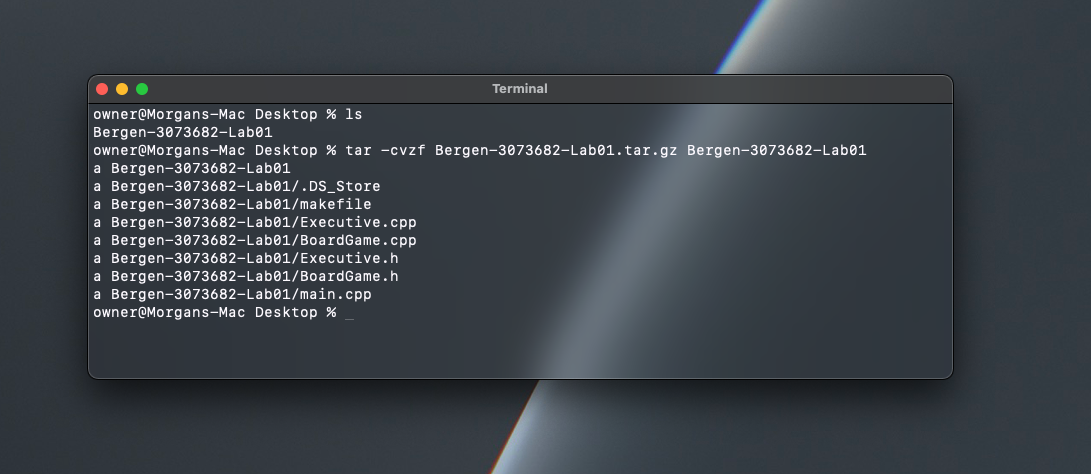 Terminal
owner@Morgans-Mac Desktop % ls
Bergen-3073682-Lab01
owner@Morgans-Mac Desktop % tar -cvzf Bergen-3073682-Lab01.tar.gz Bergen-3073682-Lab01
a Bergen-3073682-Lab01
a Bergen-3073682-Lab01/.DS_Store
a Bergen-3073682-Lab01/makefile
a Bergen-3073682-Lab01/Executive.cpp
a Bergen-3073682-Lab01/BoardGame.cpp
a Bergen-3073682-Lab01/Executive.h
a Bergen-3073682-Lab01/BoardGame.h
a Bergen-3073682-Lab01/main.cpp
owner@Morgans-Mac Desktop % _